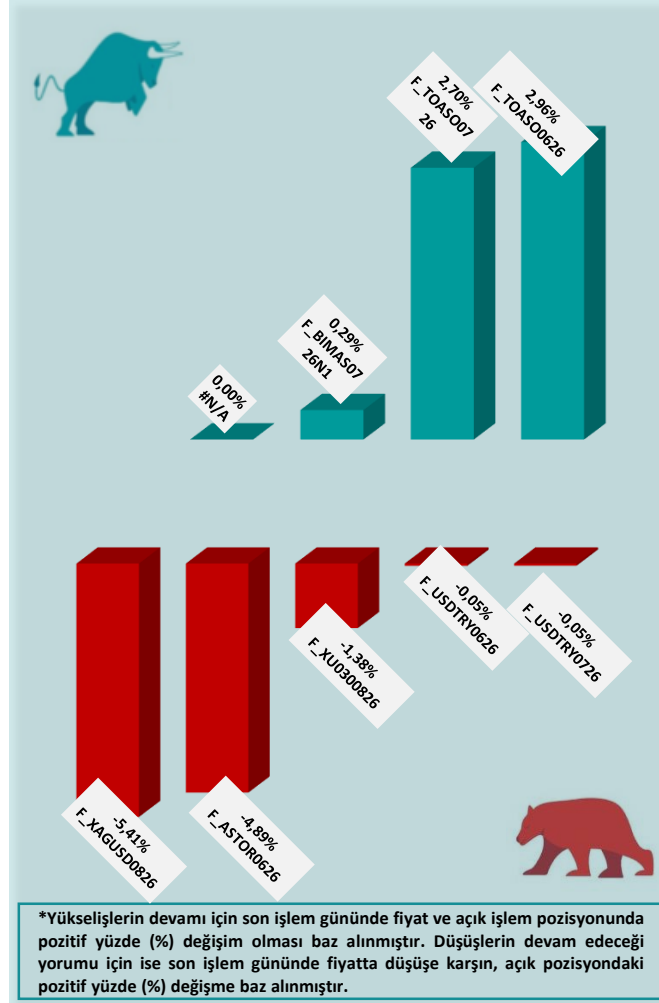 2,70%
F_TOASO07
26
2,96%
F_TOASO0626
0,29%
F_BIMAS07
26N1
0,00%
#N/A
-0,05%
F_USDTRY0626
-0,05%
F_USDTRY0726
-1,38%
F_XU0300826
-5,41%
F_XAGUSD0826
-4,89%
F_ASTOR0626
*Yükselişlerin devamı için son işlem gününde fiyat ve açık işlem pozisyonunda
pozitif yüzde (%) değişim olması baz alınmıştır. Düşüşlerin devam edeceği
yorumu için ise son işlem gününde fiyatta düşüşe karşın, açık pozisyondaki
pozitif yüzde (%) değişme baz alınmıştır.